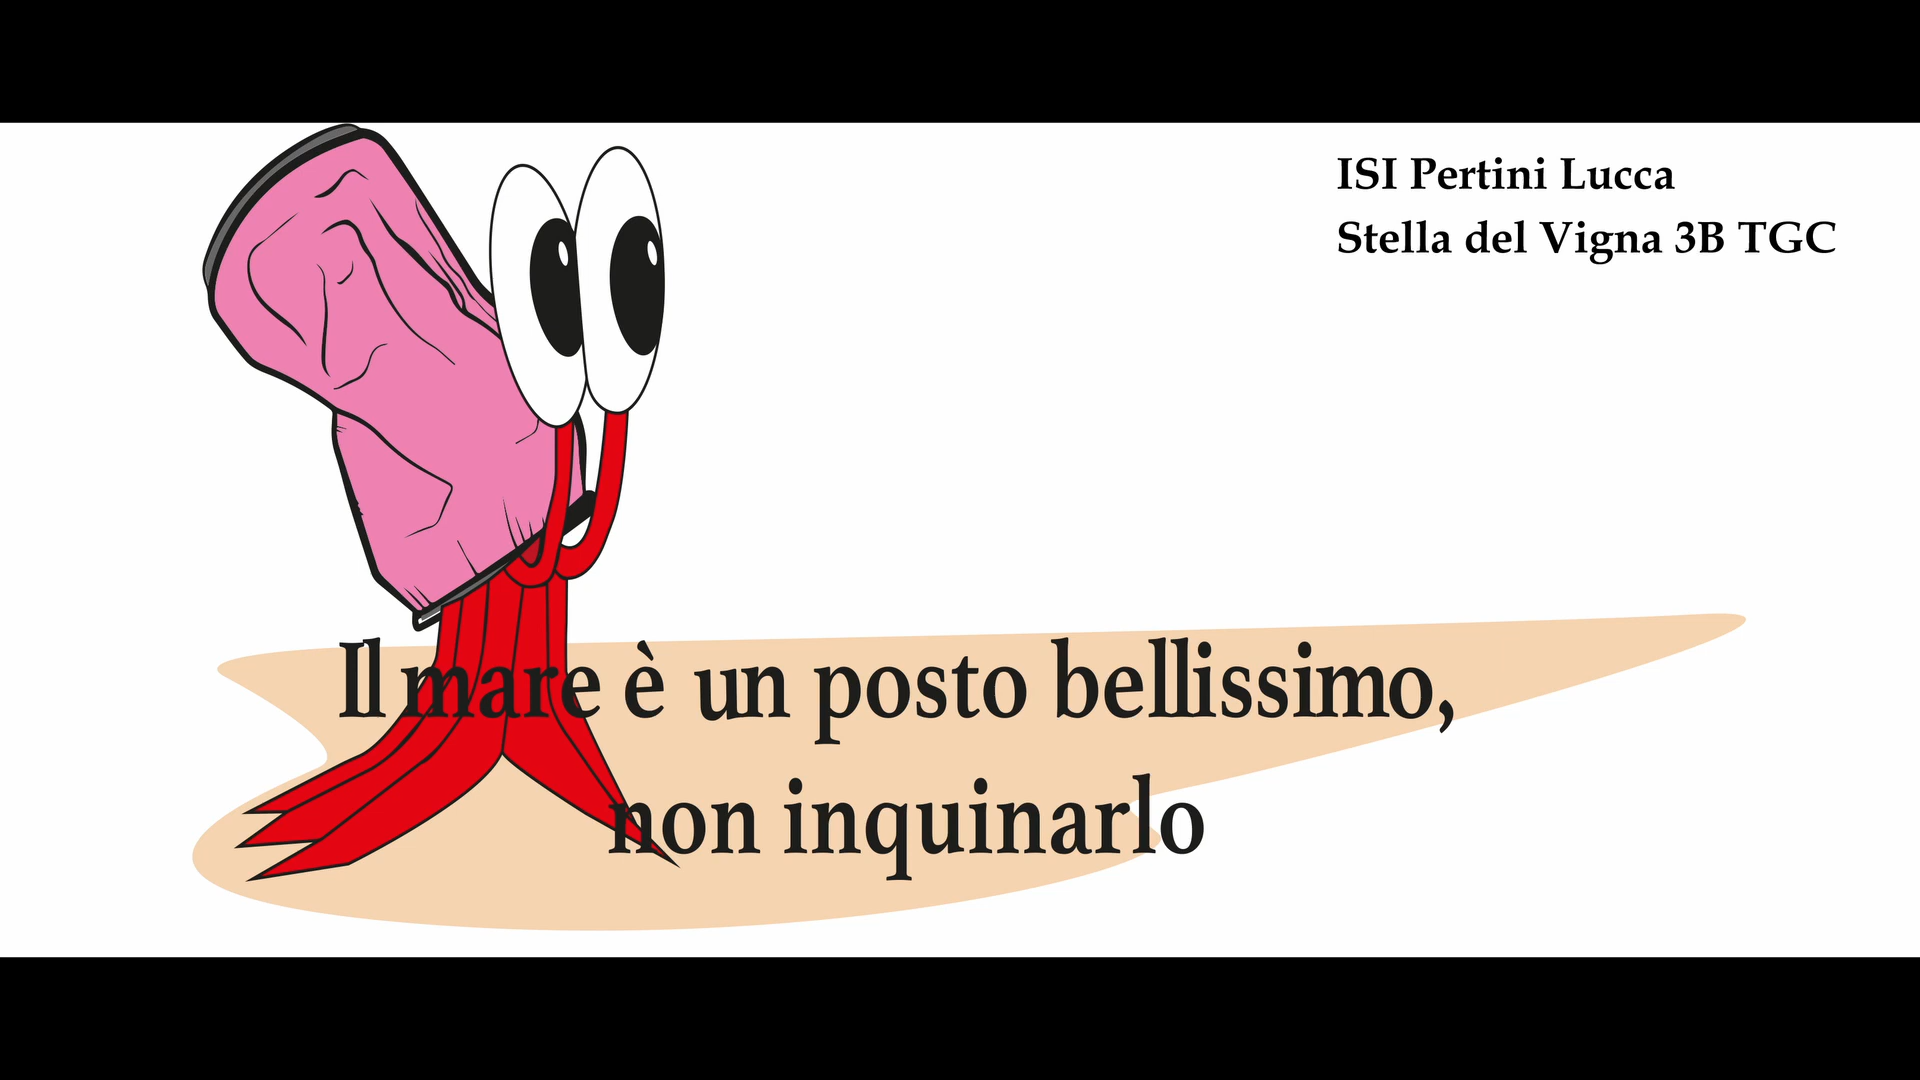 ISI Pertini Lucca
Stella del Vigna 3B TGC
Il mare è un posto bellissimo,
non inquinarlo